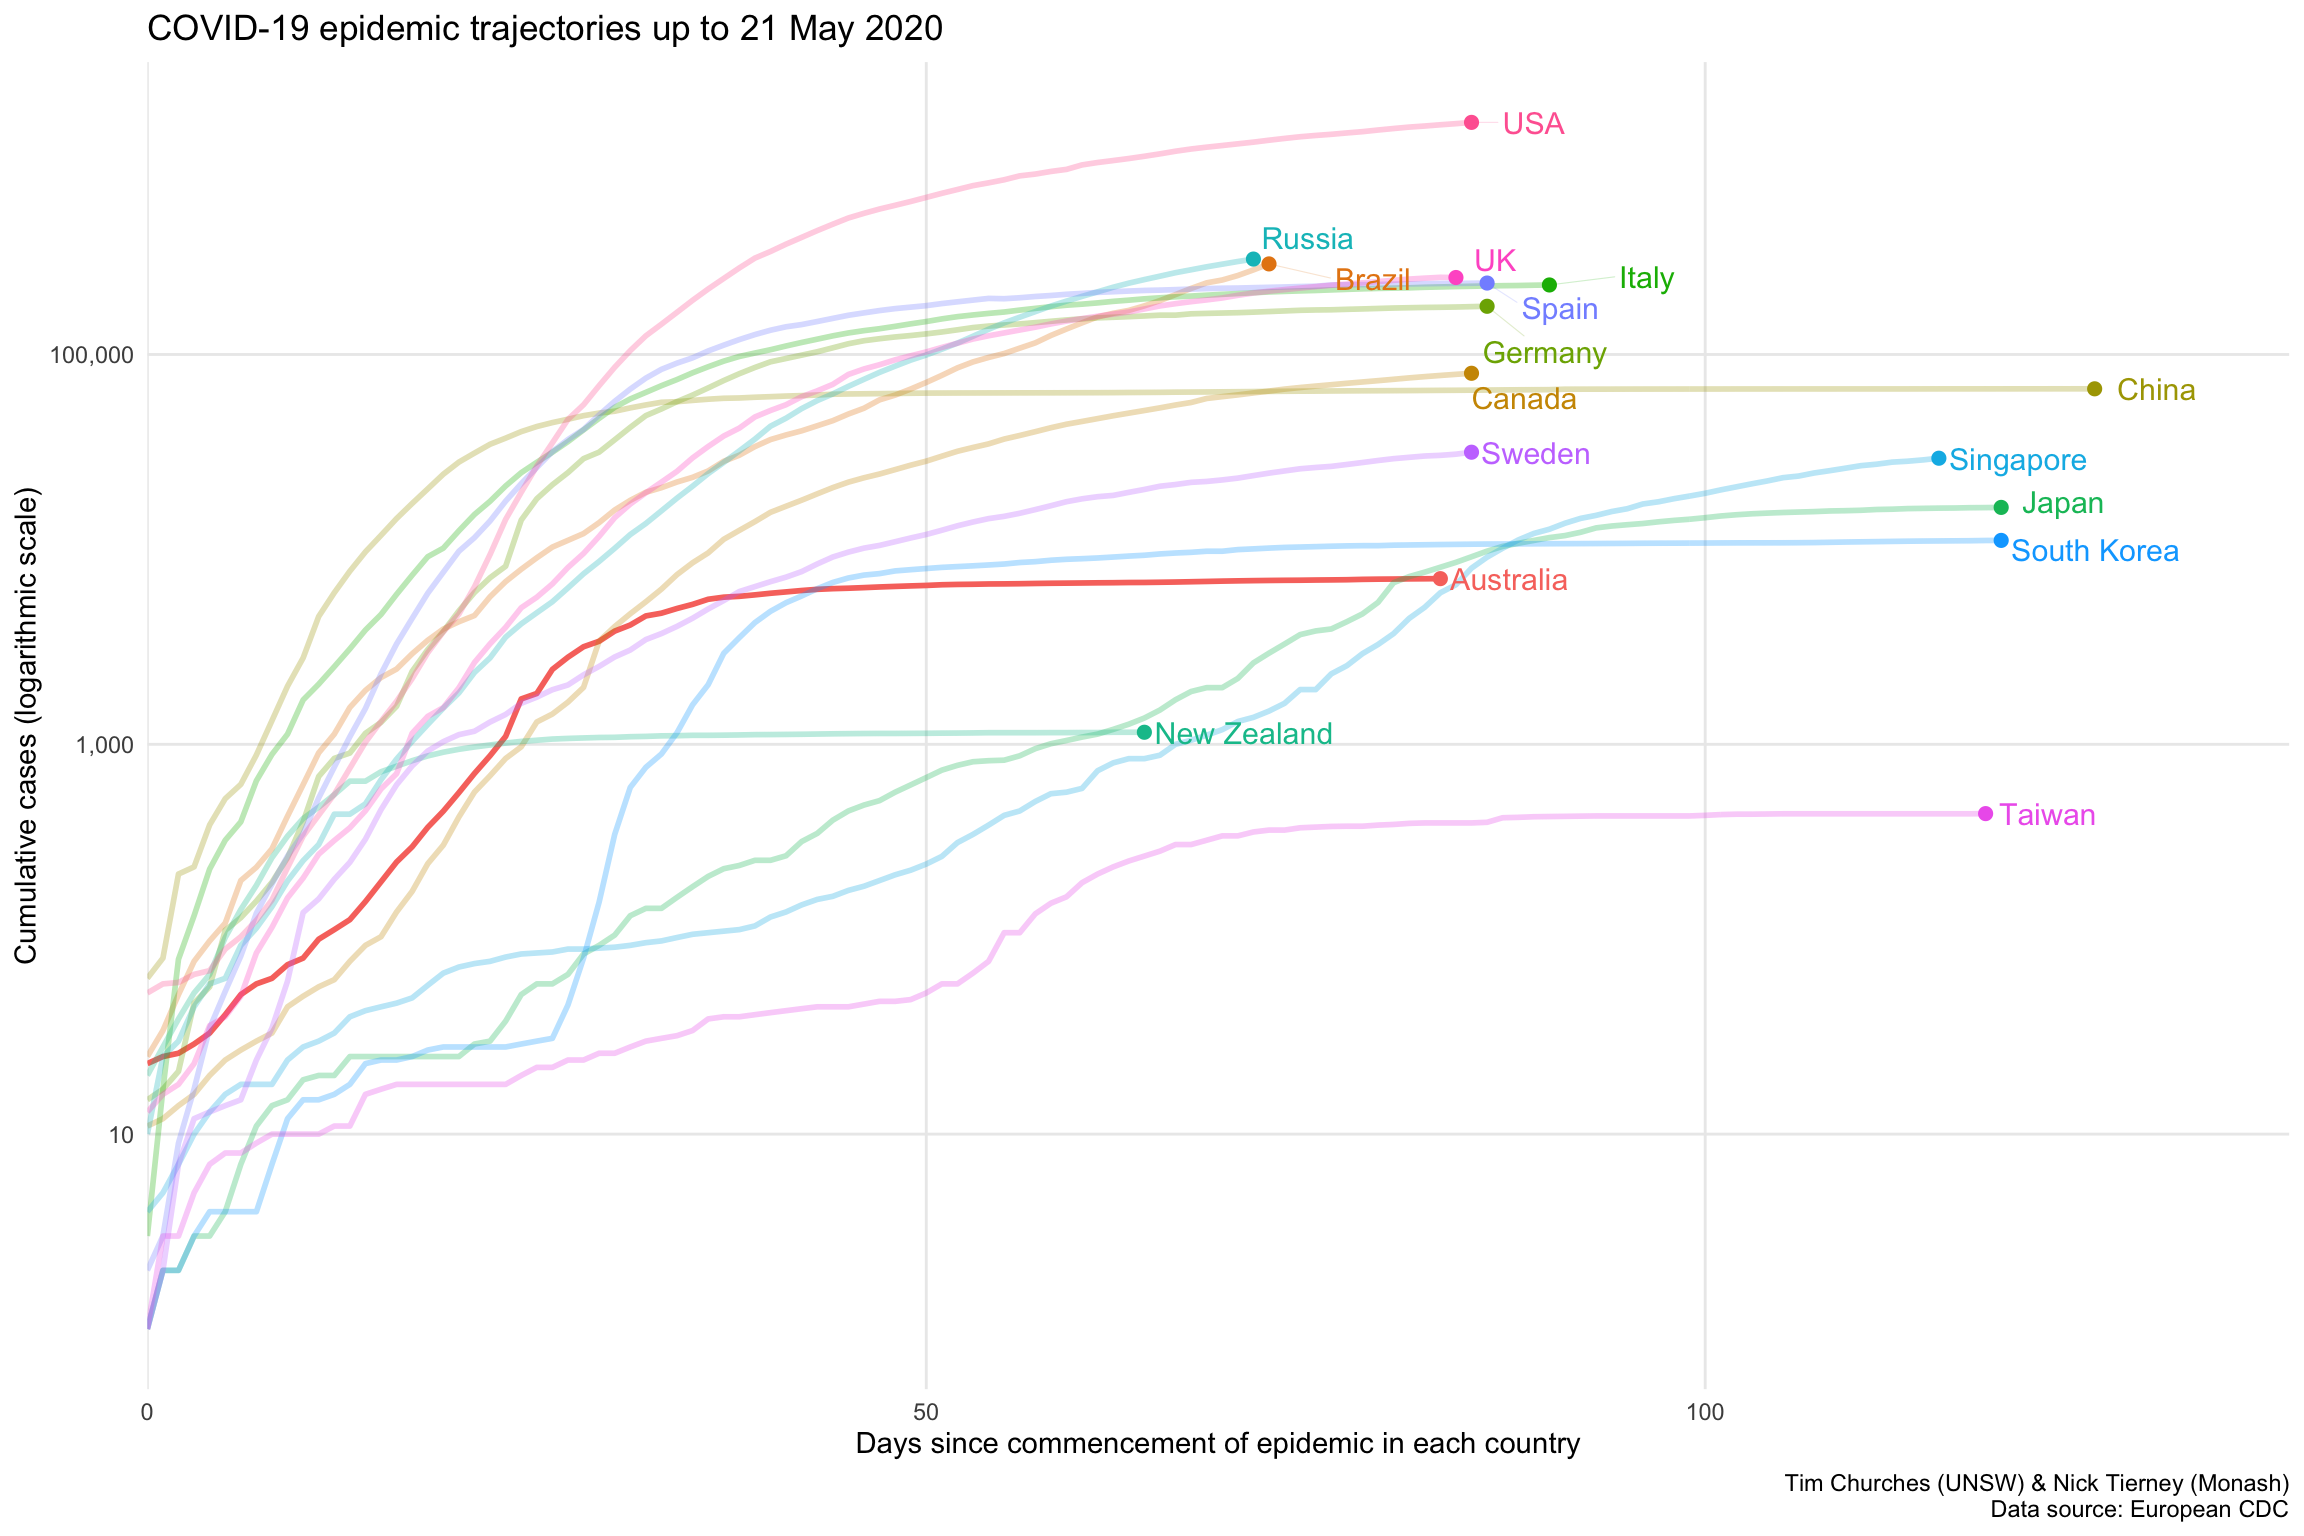 COVID-19 epidemic trajectories up to 21 May 2020
USA
Russia
UK
Brazil
Italy
Spain
100,000
Germany
Canada
China
Sweden
Singapore
Japan
South Korea
Australia
1,000
New Zealand
Taiwan
10
Cumulative cases (logarithmic scale)
0
50
100
Days since commencement of epidemic in each country
Tim Churches (UNSW) & Nick Tierney (Monash)
Data source: European CDC